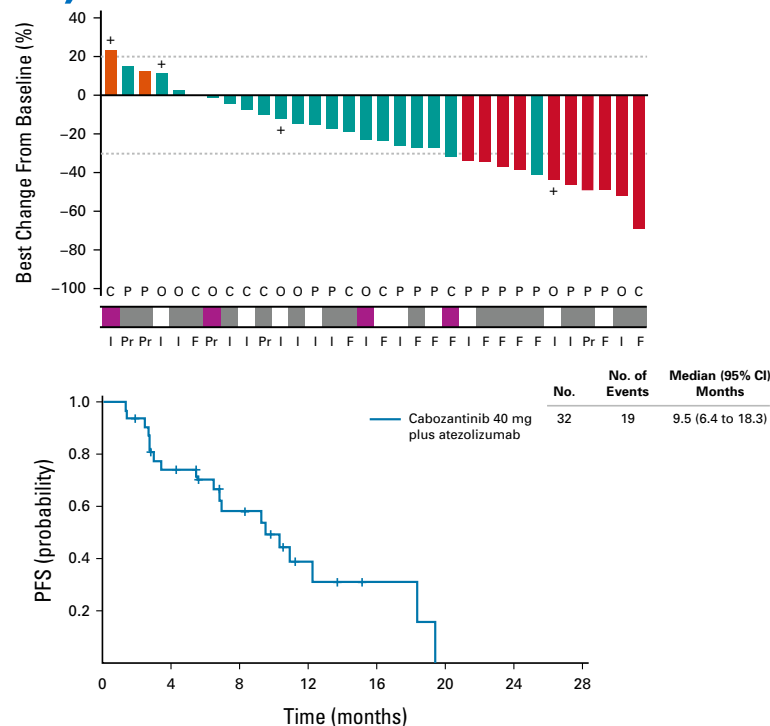 Best Change From Baseline (%)
40
20
0
−20
−40
−60
−80
−100
+
+
+
+
C P P O O C O C C C O O P P C O C P P P C P P P P P O P P P O C
I Pr Pr I I F Pr I I Pr I I I I F I F I F F F I F F F F I I Pr F I F
No. No. of Events Median (95% CI) Months
Cabozantinib 40 mg plus atezolizumab 32 19 9.5 (6.4 to 18.3)
PFS (probability)
1.0
0.8
0.6
0.4
0.2
0 4 8 12 16 20 24 28
Time (months)